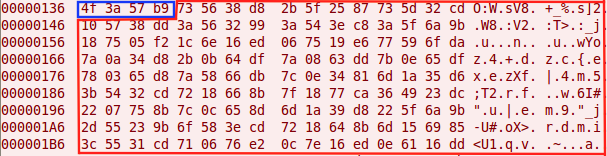 00000136 4f 3a 57 b9 73 56 38 d8 2b 5f 25 87 73 5d 32 cd O:W.sV8. +_%.s]2.
00000146 10 57 38 dd 3a 56 32 99 3a 54 3e c8 3a 5f 6a 9b .W8.:V2. :T>.:_j.
00000156 18 75 05 f2 1c 6e 16 ed 06 75 19 e6 77 59 6f da .u...n.. .u..wYo.
00000166 7a 0a 34 d8 2b 0b 64 df 7a 08 63 dd 7b 0e 65 df z.4.+.d. z.c.{.e.
00000176 78 03 65 d8 7a 58 66 db 7c 0e 34 81 6d 1a 35 d6 x.e.zXf. |.4.m.5.
00000186 3b 54 32 cd 72 18 66 8b 7f 18 77 ca 36 49 23 dc ;T2.r.f. ..w.6I#.
00000196 22 07 75 8b 7c 0c 65 8d 6d 1a 39 d8 22 5f 6a 9b ".u.|.e. m.9."_j.
000001A6 2d 55 23 9b 6f 58 3e cd 72 18 64 8b 6d 15 69 85 -U#.oX>. r.d.m.i.
000001B6 3c 55 31 cd 71 06 76 e2 0c 7e 16 ed 0e 61 16 dd <U1.q.v. .~...a..